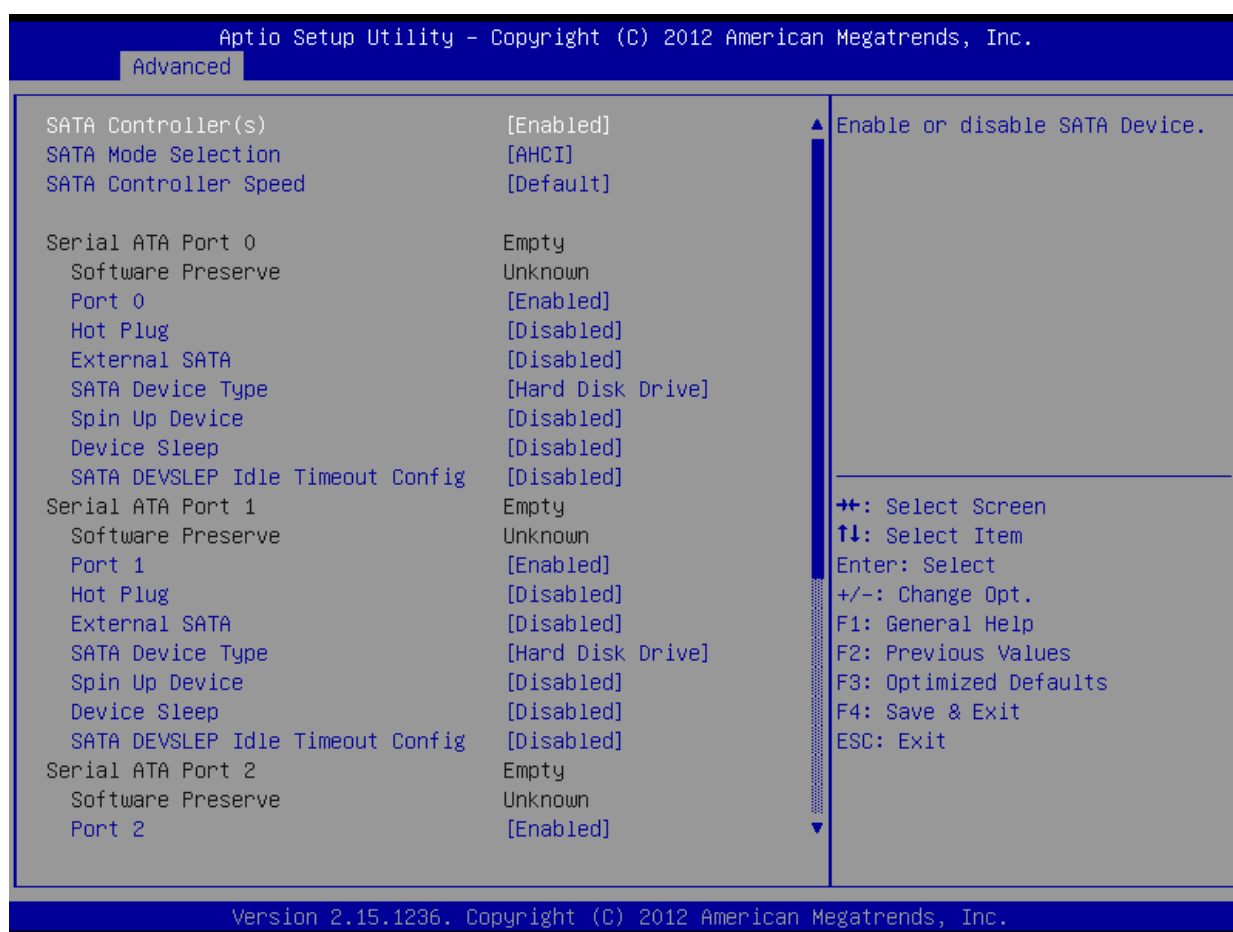 Aptio Setup Utility – Copyright (C) 2012 American Megatrends, Inc.
Advanced
SATA Controller(s) [Enabled]
SATA Mode Selection [AHCI]
SATA Controller Speed [Default]
Serial ATA Port 0 Empty
Software Preserve Unknown
Port 0 [Enabled]
Hot Plug [Disabled]
External SATA [Disabled]
SATA Device Type [Hard Disk Drive]
Spin Up Device [Disabled]
Device Sleep [Disabled]
SATA DEVSLEP Idle Timeout Config [Disabled]
Serial ATA Port 1 Empty
Software Preserve Unknown
Port 1 [Enabled]
Hot Plug [Disabled]
External SATA [Disabled]
SATA Device Type [Hard Disk Drive]
Spin Up Device [Disabled]
Device Sleep [Disabled]
SATA DEVSLEP Idle Timeout Config [Disabled]
Serial ATA Port 2 Empty
Software Preserve Unknown
Port 2 [Enabled]
Enable or disable SATA Device.
→←: Select Screen
↑↓: Select Item
Enter: Select
+/-: Change Opt.
F1: General Help
F2: Previous Values
F3: Optimized Defaults
F4: Save & Exit
ESC: Exit
Version 2.15.1236. Copyright (C) 2012 American Megatrends, Inc.